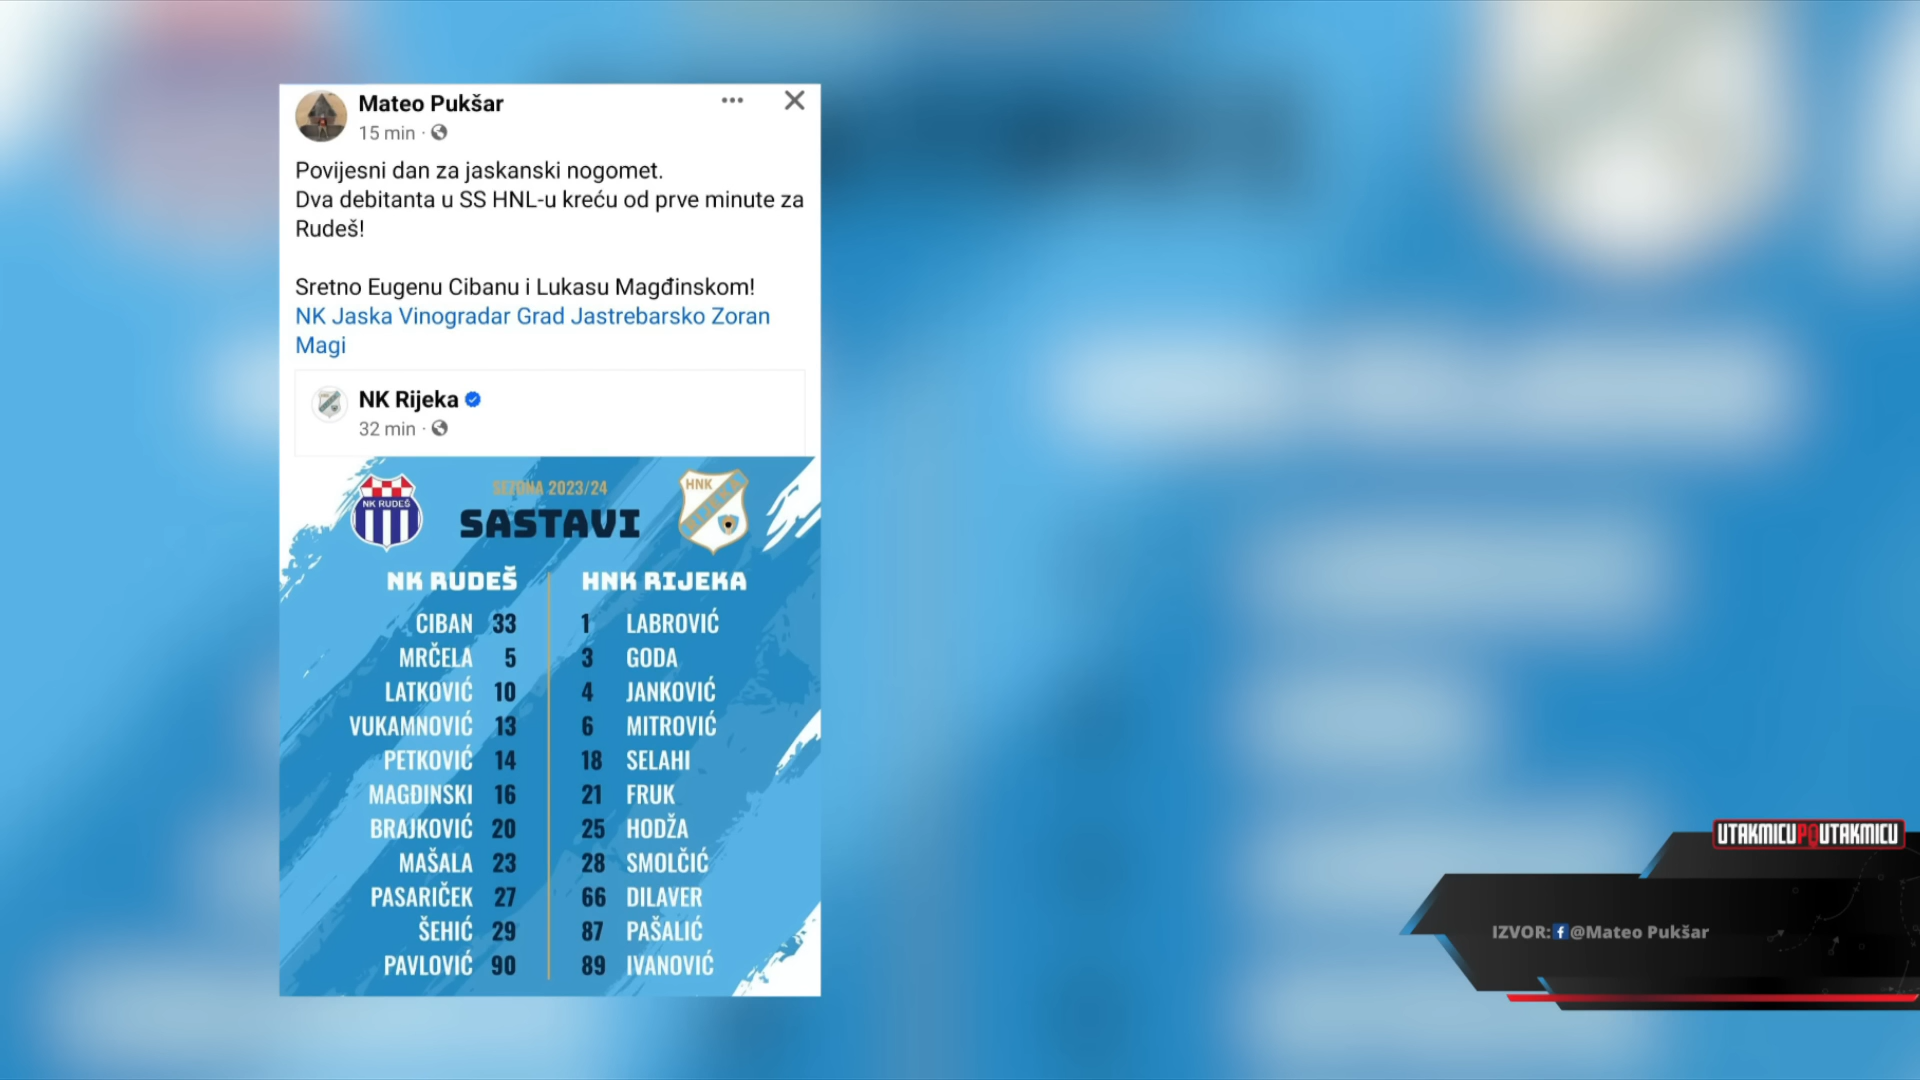 Mateo Pukšar
15 min ·
Povijesni dan za jaskanski nogomet.
Dva debitanta u SS HNL-u kreću od prve minute za
Rudeš!
Sretno Eugenu Cibanu i Lukasu Magđinskom!
NK Jaska Vinogradar Grad Jastrebarsko Zoran
Magi
NK Rijeka
32 min ·
SEZONA 2023/24
SASTAVI
NK RUDEŠ
HNK
RIJEKA
NK RUDEŠ
CIBAN 33
MRČELA 5
LATKOVIĆ 10
VUKAMNOVIĆ 13
PETKOVIĆ 14
MAGĐINSKI 16
BRAJKOVIĆ 20
MAŠALA 23
PASARIČEK 27
ŠEHIĆ 29
PAVLOVIĆ 90
HNK RIJEKA
1 LABROVIĆ
3 GODA
4 JANKOVIĆ
6 MITROVIĆ
18 SELAHI
21 FRUK
25 HODŽA
28 SMOLČIĆ
66 DILAVER
87 PAŠALIĆ
89 IVANOVIĆ
UTAKMICUPOUTAKMICU
IZVOR: @Mateo Pukšar